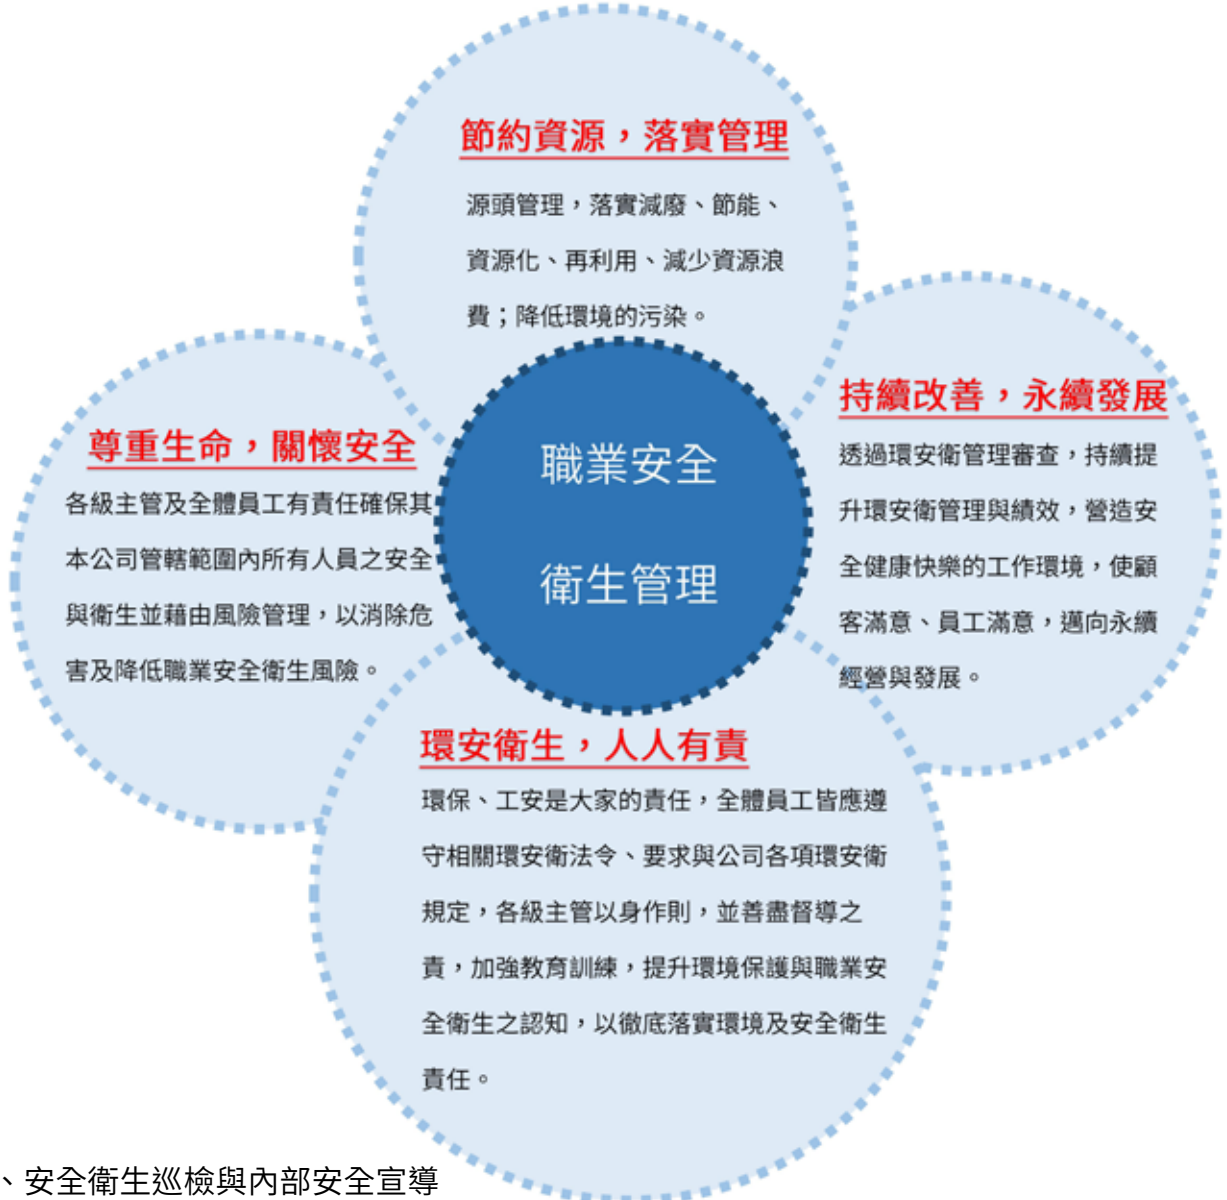 節約資源，落實管理
源頭管理，落實減廢、節能、
資源化、再利用、減少資源浪
費；降低環境的污染。
尊重生命，關懷安全
各級主管及全體員工有責任確保其
本公司管轄範圍內所有人員之安全
與衛生並藉由風險管理，以消除危
害及降低職業安全衛生風險。
職業安全
衛生管理
持續改善，永續發展
透過環安衛管理審查，持續提
升環安衛管理與績效，營造安
全健康快樂的工作環境，使顧
客滿意、員工滿意，邁向永續
經營與發展。
環安衛生，人人有責
環保、工安是大家的責任，全體員工皆應遵
守相關環安衛法令、要求與公司各項環安衛
規定，各級主管以身作則，並善盡督導之
責，加強教育訓練，提升環境保護與職業安
全衛生之認知，以徹底落實環境及安全衛生
責任。
、安全衛生巡檢與內部安全宣導